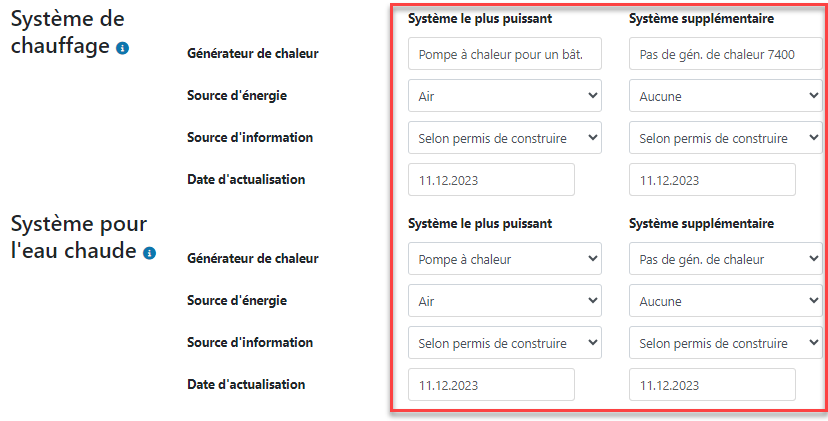 Système de
chauffage
Système le plus puissant Système supplémentaire
Générateur de chaleur Pompe à chaleur pour un bât. Pas de gén. de chaleur 7400
Source d'énergie Air Aucune
Source d'information Selon permis de construire Selon permis de construire
Date d'actualisation 11.12.2023 11.12.2023
Système pour
l'eau chaude
Système le plus puissant Système supplémentaire
Générateur de chaleur Pompe à chaleur Pas de gén. de chaleur
Source d'énergie Air Aucune
Source d'information Selon permis de construire Selon permis de construire
Date d'actualisation 11.12.2023 11.12.2023